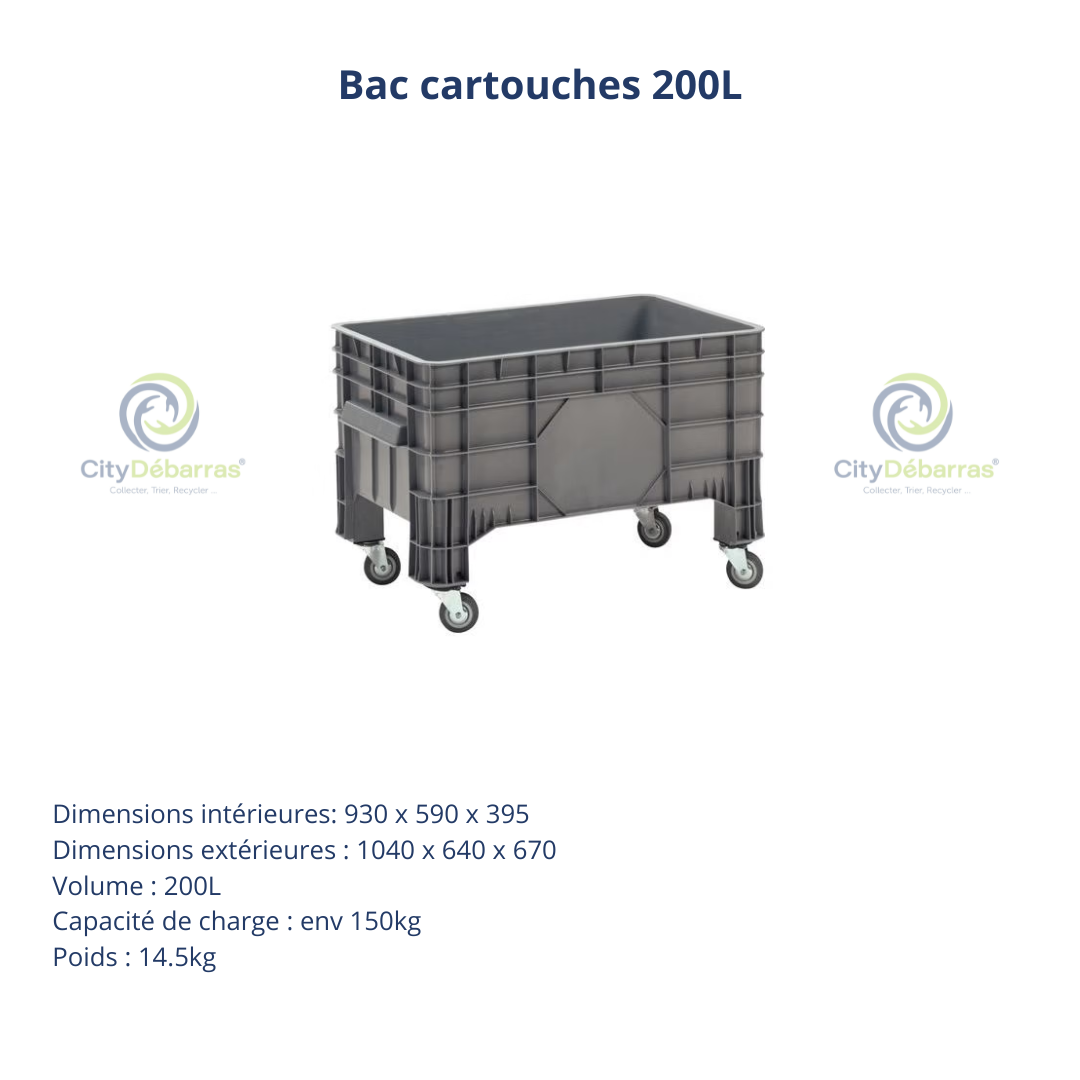 Bac cartouches 200L
CityDébarras®
Collecter, Trier, Recycler ...
CityDébarras®
Collecter, Trier, Recycler ...
Dimensions intérieures: 930 x 590 x 395
Dimensions extérieures : 1040 x 640 x 670
Volume : 200L
Capacité de charge : env 150kg
Poids : 14.5kg